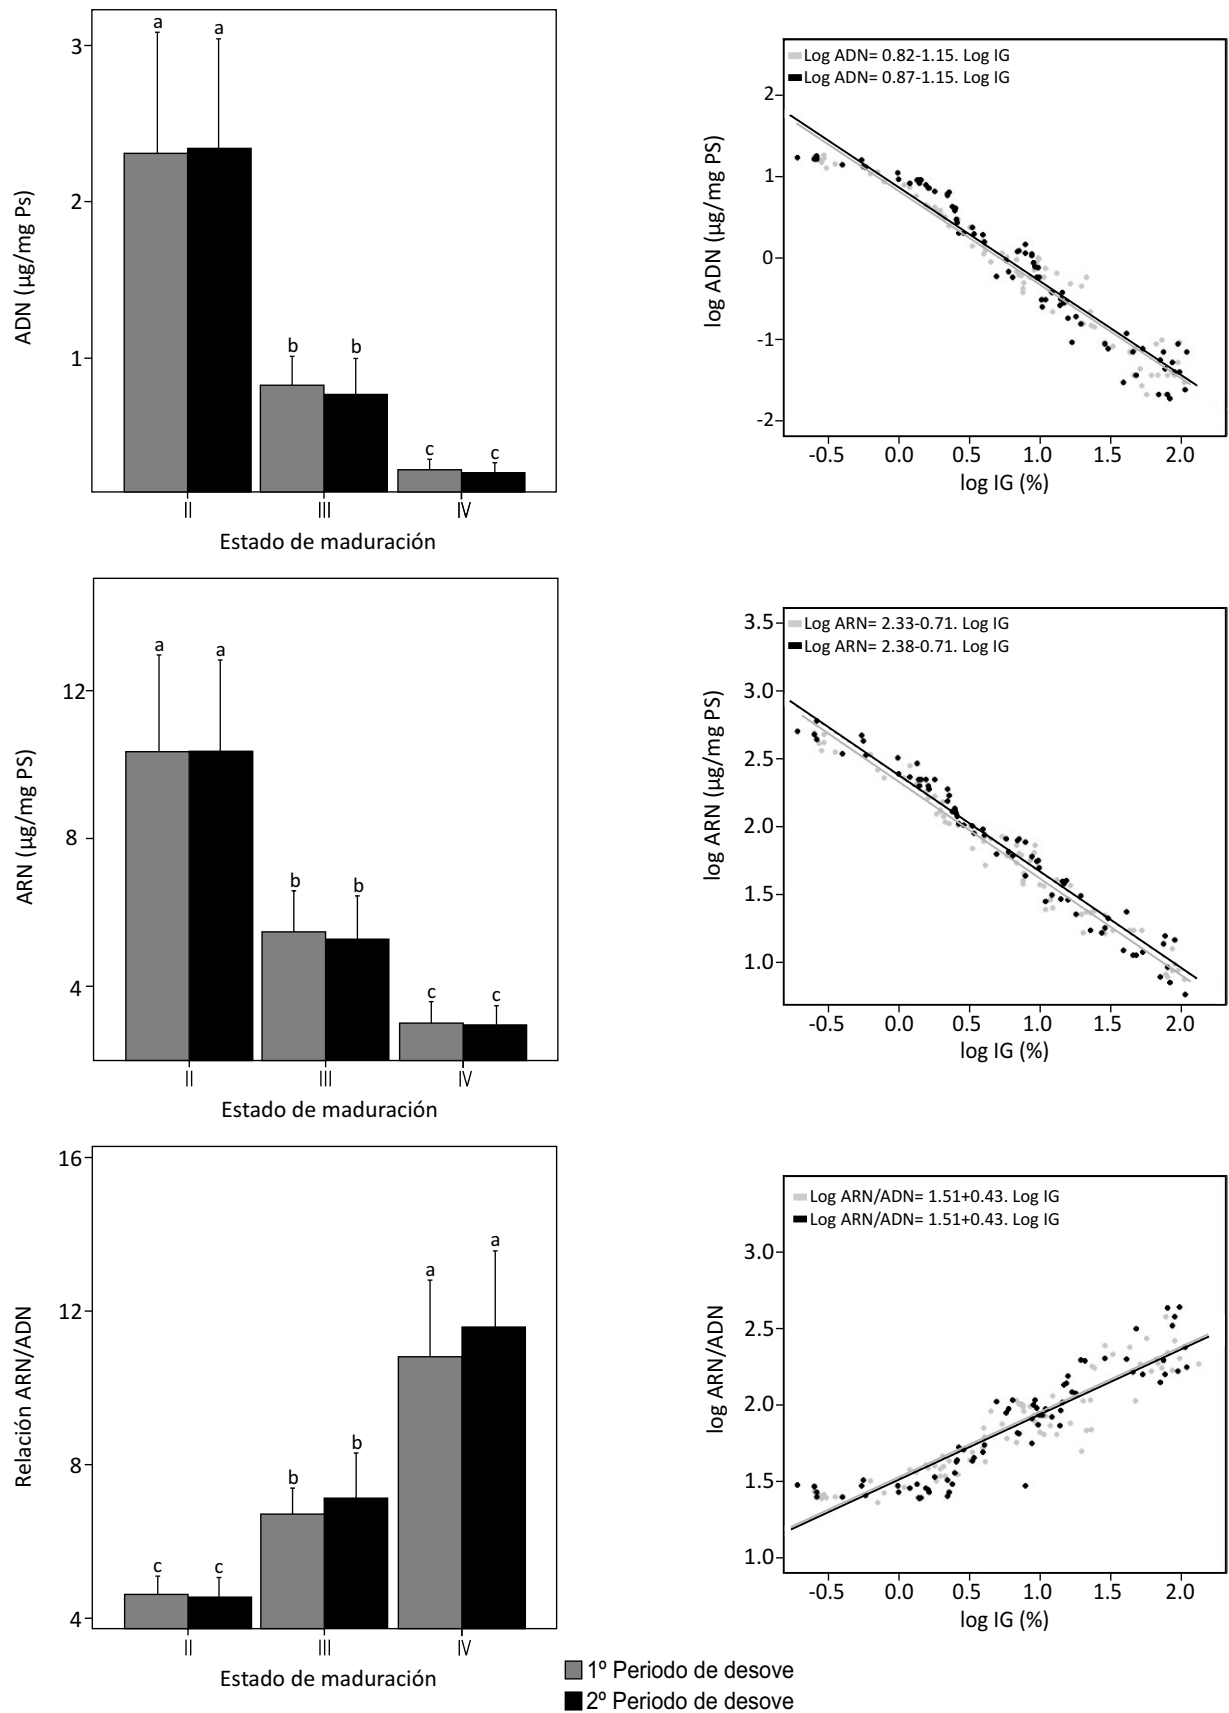 3
2
1
ADN (µg/mg Ps)
a
a
b
b
c
c
II
III
IV
Estado de maduración
Log ADN= 0.82-1.15. Log IG
Log ADN= 0.87-1.15. Log IG
2
1
0
-1
-2
log ADN (µg/mg PS)
-0.5 0.0 0.5 1.0 1.5 2.0
log IG (%)
12
8
4
ARN (µg/mg PS)
a
a
b
b
c
c
II
III
IV
Estado de maduración
Log ARN= 2.33-0.71. Log IG
Log ARN= 2.38-0.71. Log IG
3.5
3.0
2.5
2.0
1.5
1.0
log ARN (µg/mg PS)
-0.5 0.0 0.5 1.0 1.5 2.0
log IG (%)
16
12
8
4
Relación ARN/ADN
c
c
b
b
a
a
II
III
IV
Estado de maduración
Log ARN/ADN= 1.51+0.43. Log IG
Log ARN/ADN= 1.51+0.43. Log IG
3.0
2.5
2.0
1.5
1.0
log ARN/ADN
-0.5 0.0 0.5 1.0 1.5 2.0
log IG (%)
1º Periodo de desove
2º Periodo de desove